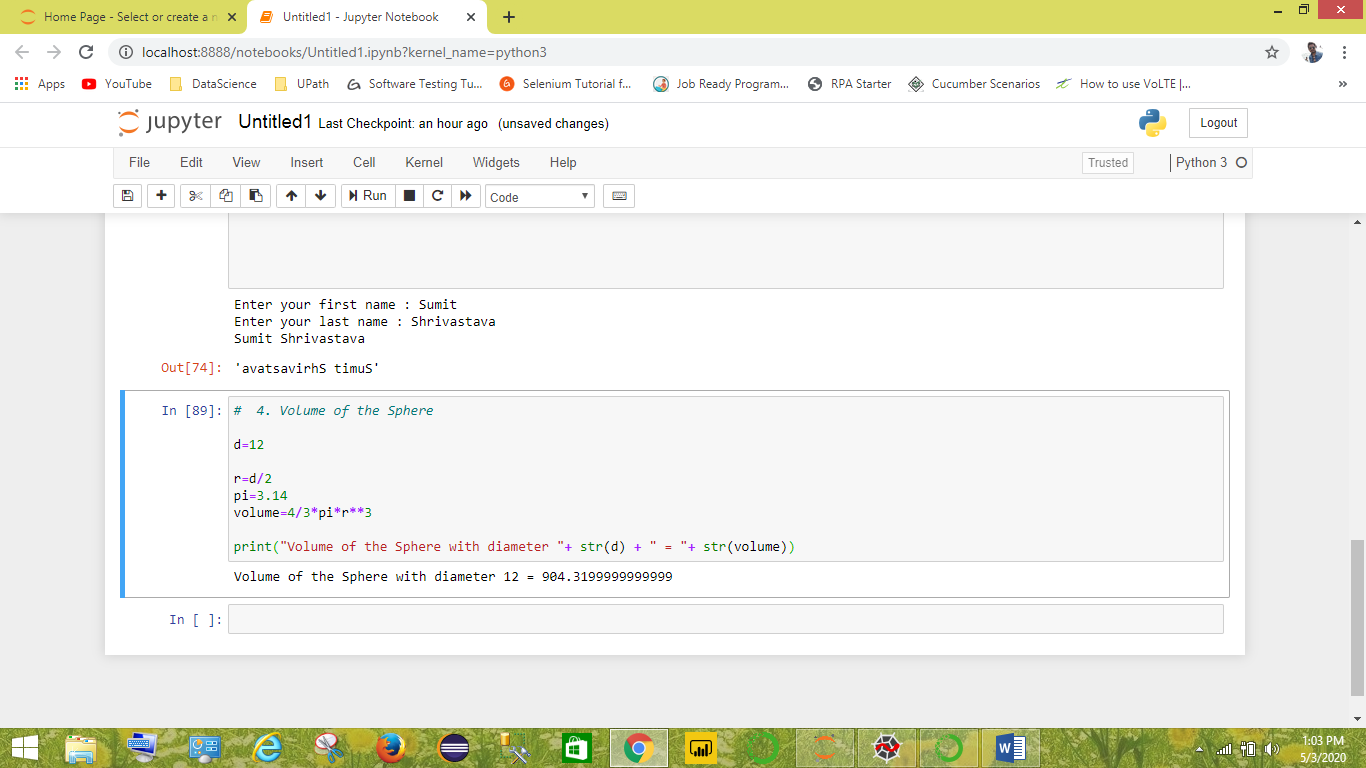 Home Page - Select or create a n
Untitled1 - Jupyter Notebook
localhost:8888/notebooks/Untitled1.ipynb?kernel_name=python3
Apps YouTube DataScience UPath Software Testing Tu... Selenium Tutorial f... Job Ready Program... RPA Starter Cucumber Scenarios How to use VoLTE |... »
jupyter Untitled1 Last Checkpoint: an hour ago (unsaved changes) Logout
File Edit View Insert Cell Kernel Widgets Help Trusted Python 3
Run Code
Enter your first name : Sumit
Enter your last name : Shrivastava
Sumit Shrivastava
Out[74]: 'avatsavirhS timuS'
In [89]: #  4. Volume of the Sphere
d=12
r=d/2
pi=3.14
volume=4/3*pi*r**3
print("Volume of the Sphere with diameter "+ str(d) + " = "+ str(volume))
Volume of the Sphere with diameter 12 = 904.3199999999999
In [ ]:
1:03 PM
5/3/2020